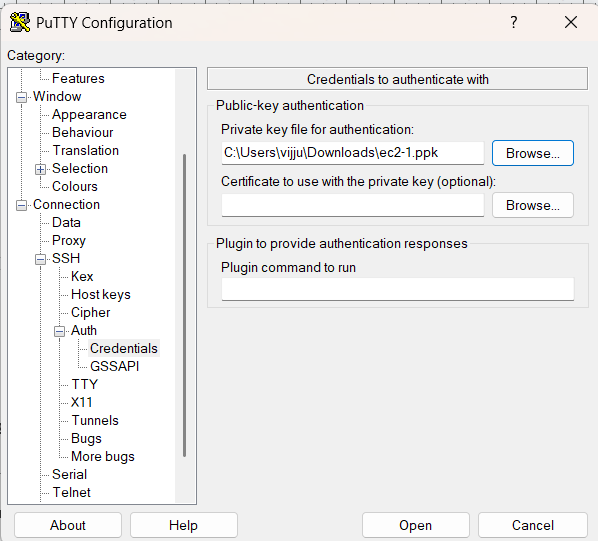 PuTTY Configuration
?
Category:
Features
Window
Appearance
Behaviour
Translation
Selection
Colours
Connection
Data
Proxy
SSH
Kex
Host keys
Cipher
Auth
Credentials
GSSAPI
TTY
X11
Tunnels
Bugs
More bugs
Serial
Telnet
Credentials to authenticate with
Public-key authentication
Private key file for authentication:
C:\Users\vijju\Downloads\ec2-1.ppk Browse...
Certificate to use with the private key (optional):
Browse...
Plugin to provide authentication responses
Plugin command to run
About Help Open Cancel